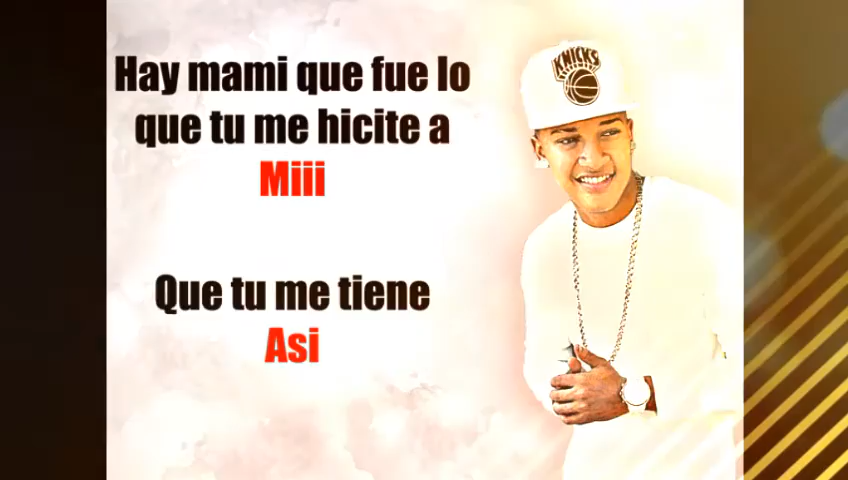 Hay mami que fue lo
que tu me hicite a
Miii
Que tu me tiene
Asi
KNICKS